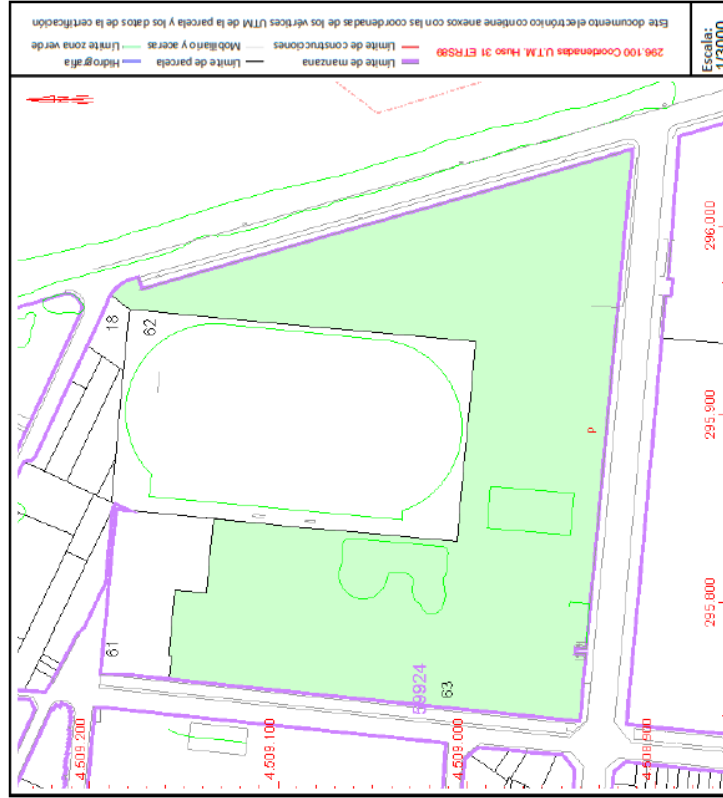 Este documento electrónico contiene anexos con las coordenadas de los vértices UTM de la parcela y los datos de la certificación
296.100 Coordenadas U.T.M. Huso 31 ETRS89
Límite de manzana
Límite de construcciones
Límite de parcela
Mobiliario y aceras
Hidrografía
Límite zona verde
Escala:
1/3000
18
62
61
59924
63
P
4.509.200
4.509.100
4.509.000
4.508.900
295.800
295.900
296.000